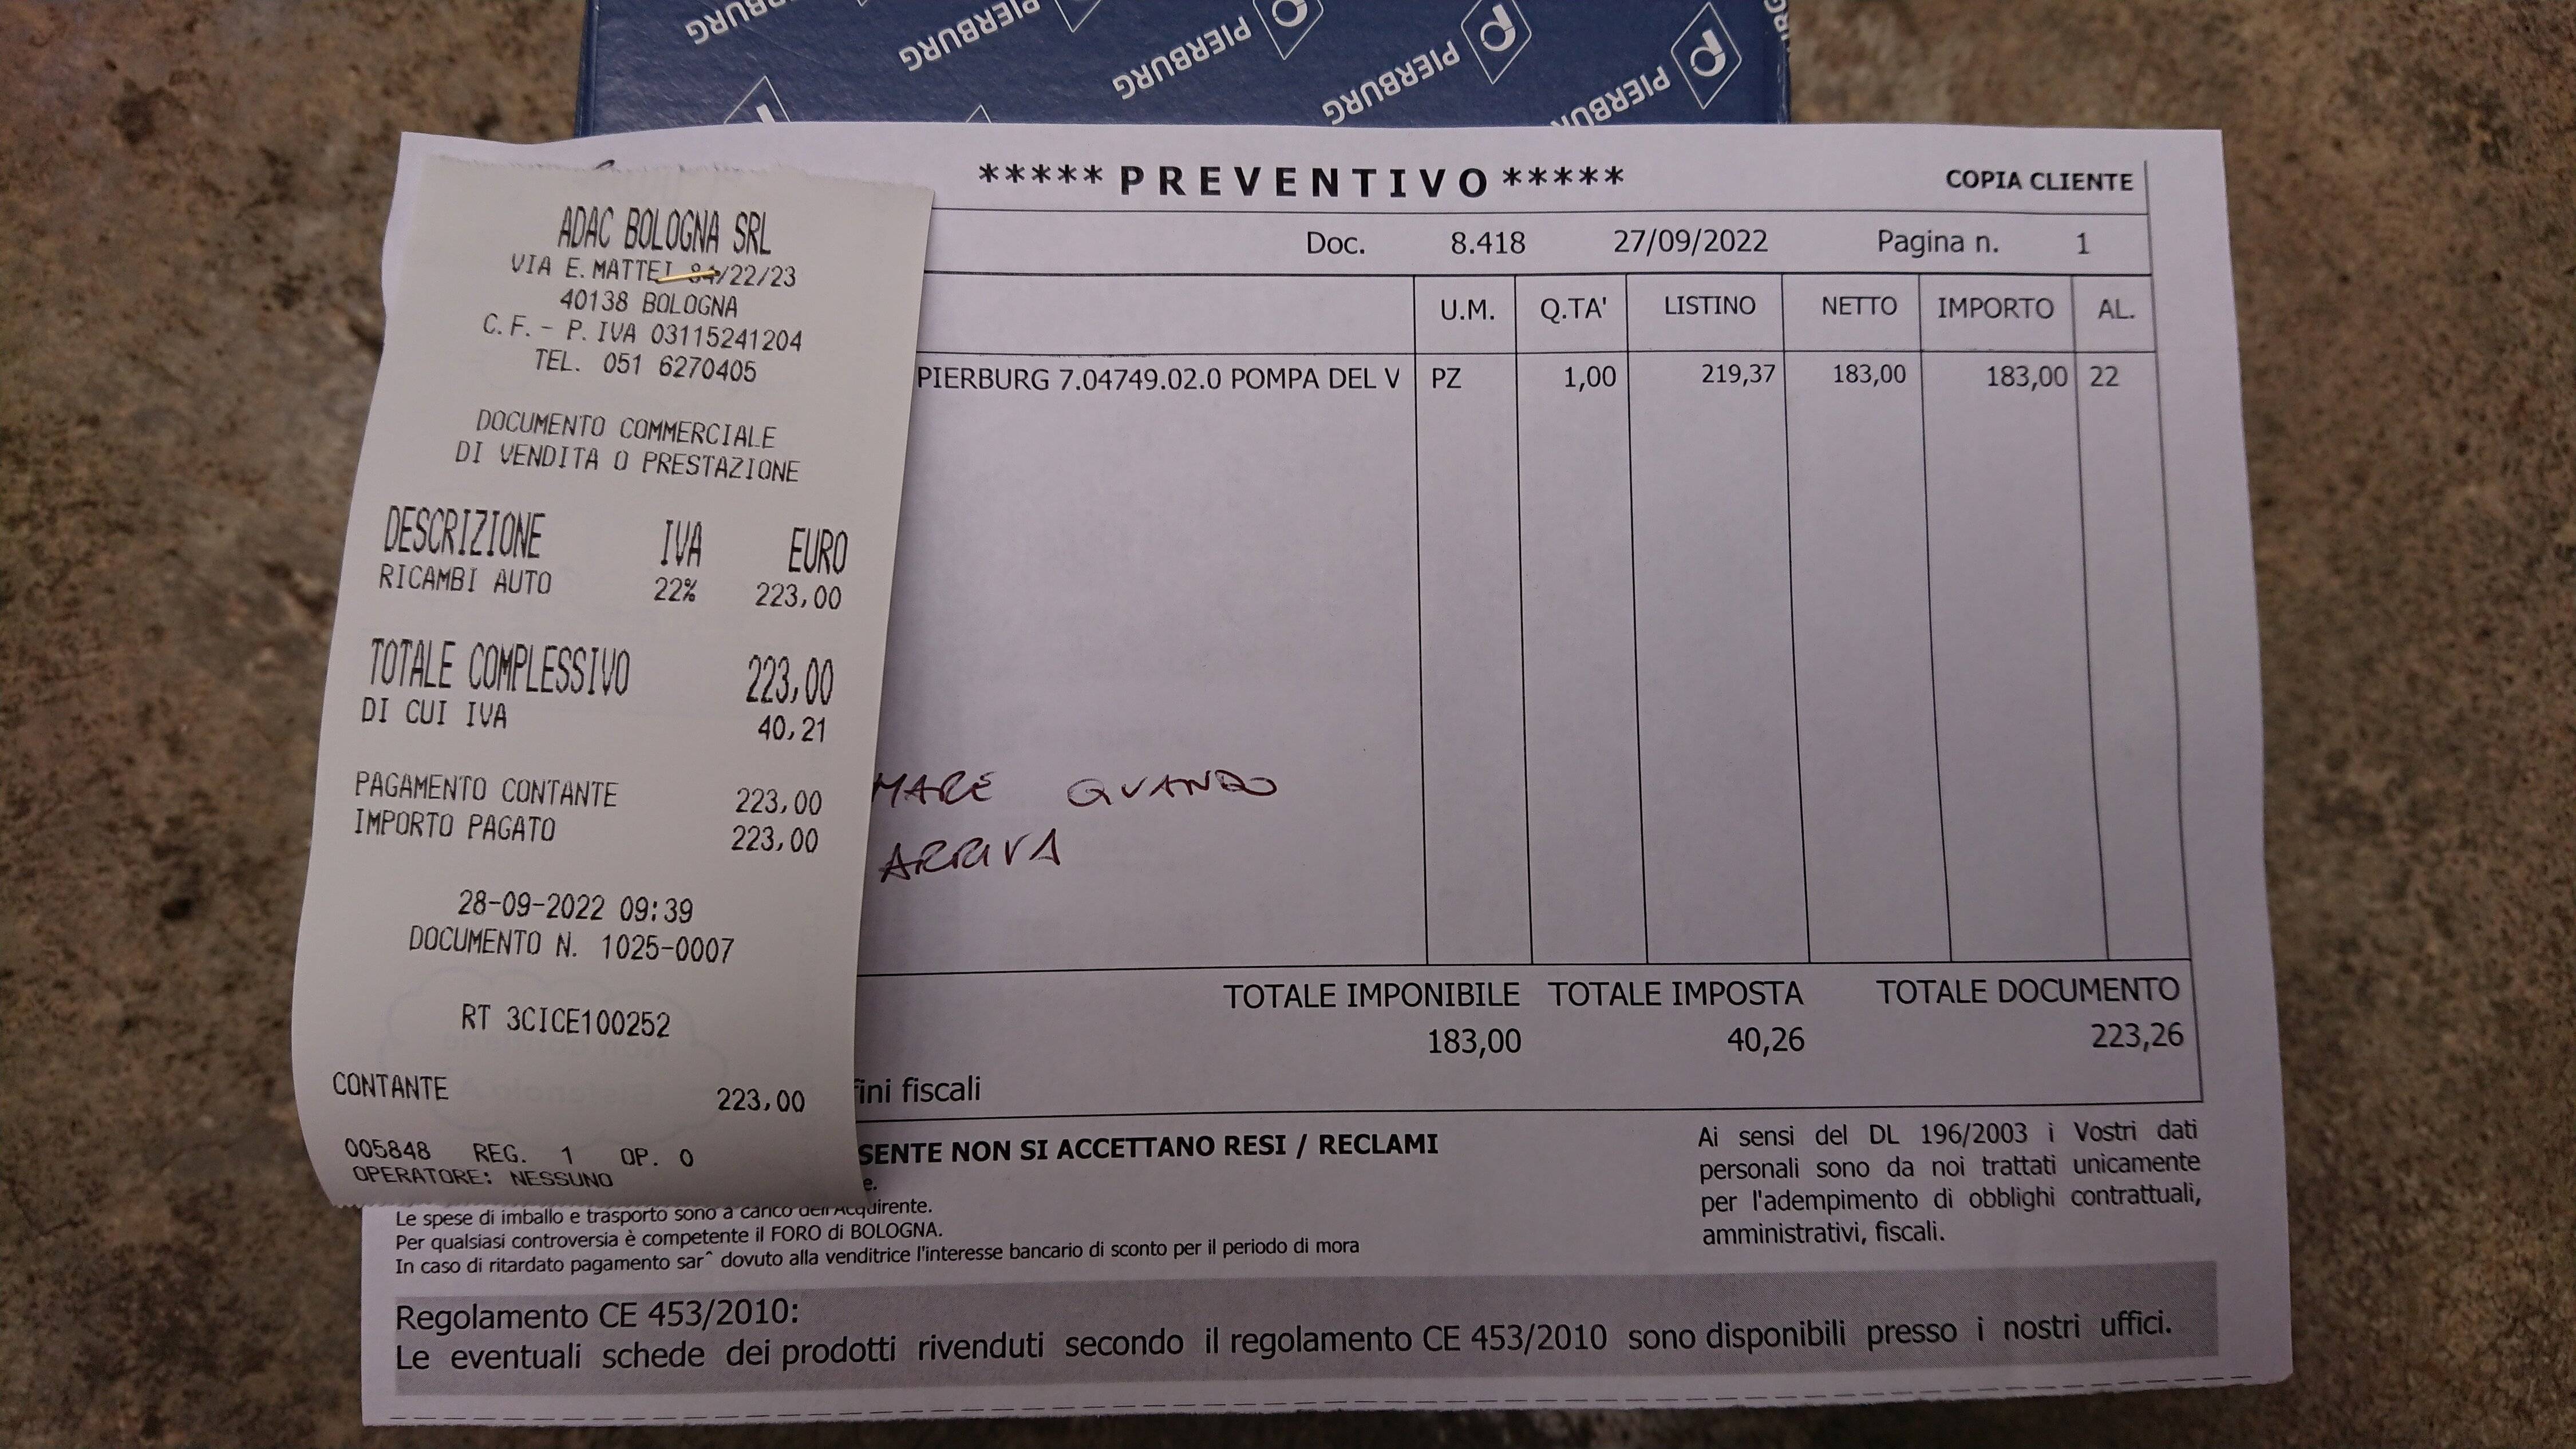 PIERBURG PIERBURG PIERBURG PIERBURG PIERBURG
ADAC BOLOGNA SRL
VIA E. MATTEI 84/22/23
40138 BOLOGNA
C.F. - P. IVA 03115241204
TEL. 051 6270405
DOCUMENTO COMMERCIALE
DI VENDITA O PRESTAZIONE
DESCRIZIONE IVA EURO
RICAMBI AUTO 22% 223,00
TOTALE COMPLESSIVO 223,00
DI CUI IVA 40,21
PAGAMENTO CONTANTE 223,00
IMPORTO PAGATO 223,00
28-09-2022 09:39
DOCUMENTO N. 1025-0007
RT 3CICE100252
CONTANTE 223,00
005848 REG. 1 OP. 0
OPERATORE: NESSUNO
***** PREVENTIVO ***** COPIA CLIENTE
Doc. 8.418 27/09/2022 Pagina n. 1
U.M. Q.TA' LISTINO NETTO IMPORTO AL.
PIERBURG 7.04749.02.0 POMPA DEL V PZ 1,00 219,37 183,00 183,00 22
MARE QUANDO
ARRIVA
TOTALE IMPONIBILE TOTALE IMPOSTA TOTALE DOCUMENTO
183,00 40,26 223,26
fini fiscali
SENTE NON SI ACCETTANO RESI / RECLAMI
e.
Le spese di imballo e trasporto sono a carico dell'Acquirente.
Per qualsiasi controversia è competente il FORO di BOLOGNA.
In caso di ritardato pagamento sar^ dovuto alla venditrice l'interesse bancario di sconto per il periodo di mora
Ai sensi del DL 196/2003 i Vostri dati
personali sono da noi trattati unicamente
per l'adempimento di obblighi contrattuali,
amministrativi, fiscali.
Regolamento CE 453/2010:
Le eventuali schede dei prodotti rivenduti secondo il regolamento CE 453/2010 sono disponibili presso i nostri uffici.